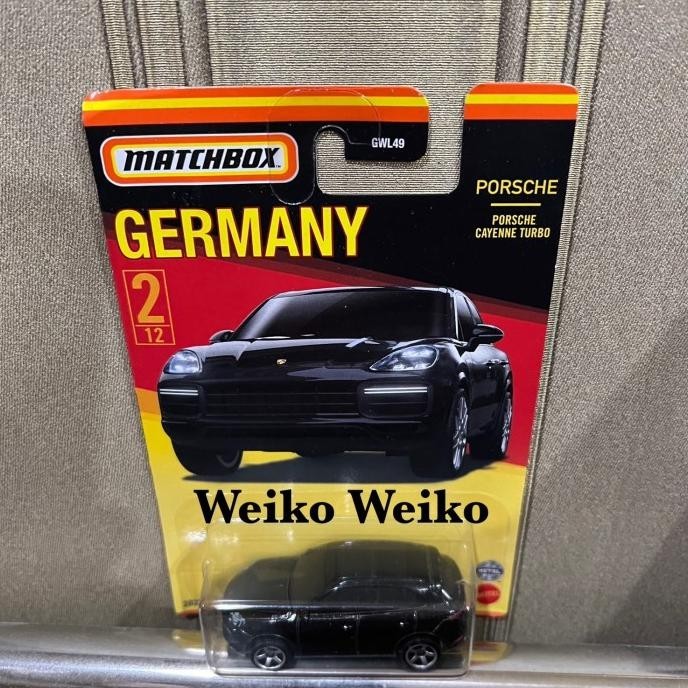 GWL49
MATCHBOX
PORSCHE
GERMANY
PORSCHE
CAYENNE TURBO
2
12
Weiko Weiko